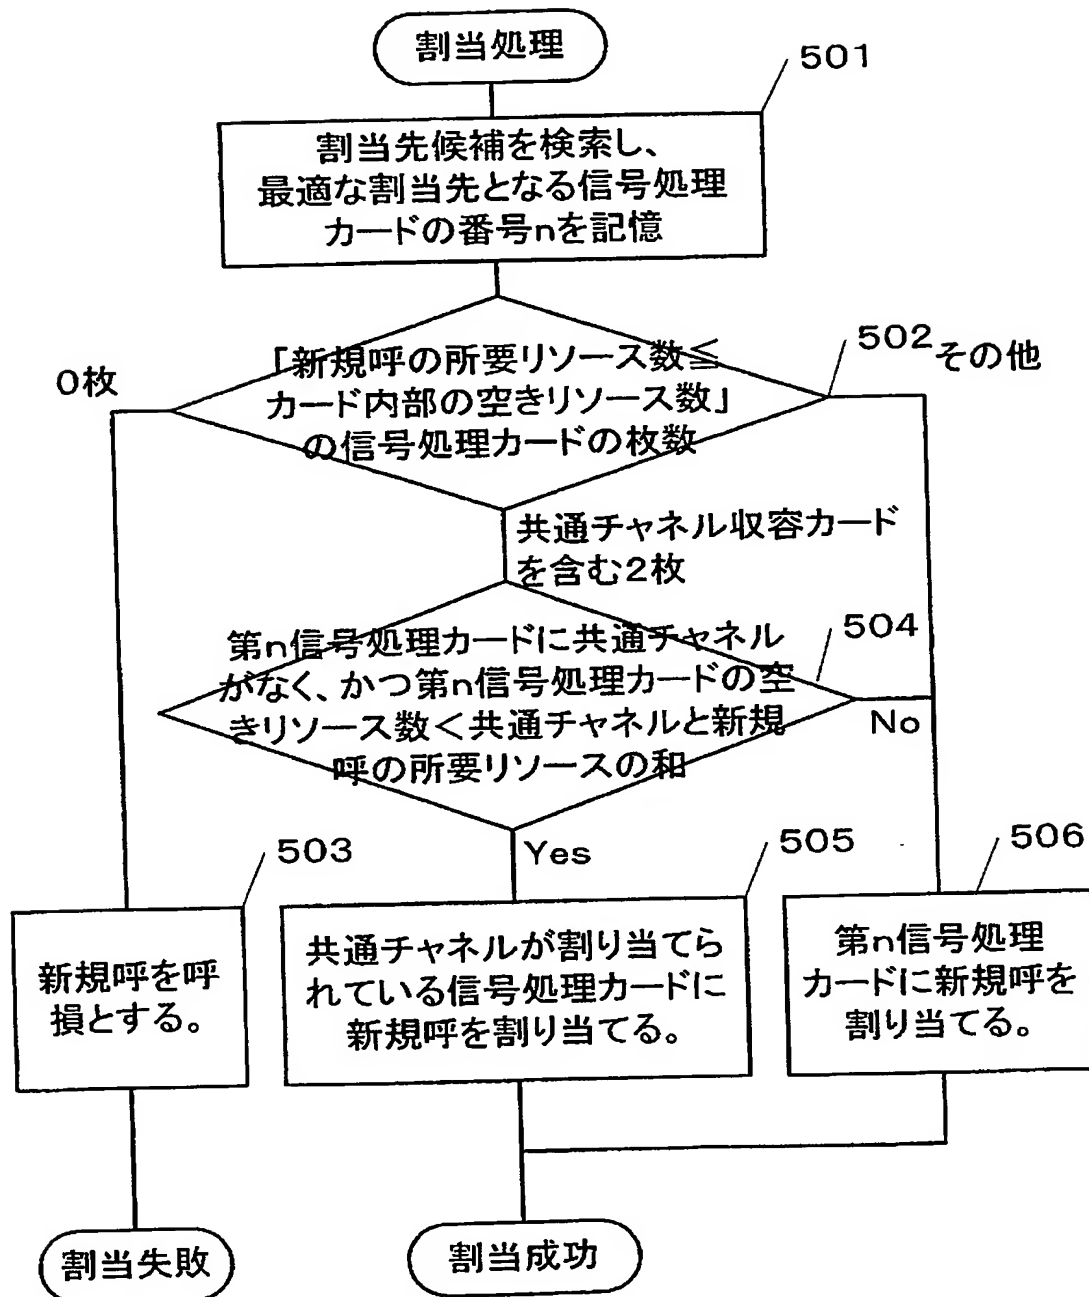 割当処理
501
割当先候補を検索し、
最適な割当先となる信号処理
カードの番号nを記憶
502
「新規呼の所要リソース数≦
カード内部の空きリソース数」
の信号処理カードの枚数
0枚
その他
共通チャネル収容カード
を含む2枚
504
第n信号処理カードに共通チャネル
がなく、かつ第n信号処理カードの空
きリソース数<共通チャネルと新規
呼の所要リソースの和
No
Yes
503
新規呼を呼
損とする。
505
共通チャネルが割り当てら
れている信号処理カードに
新規呼を割り当てる。
506
第n信号処理
カードに新規呼を
割り当てる。
割当失敗
割当成功